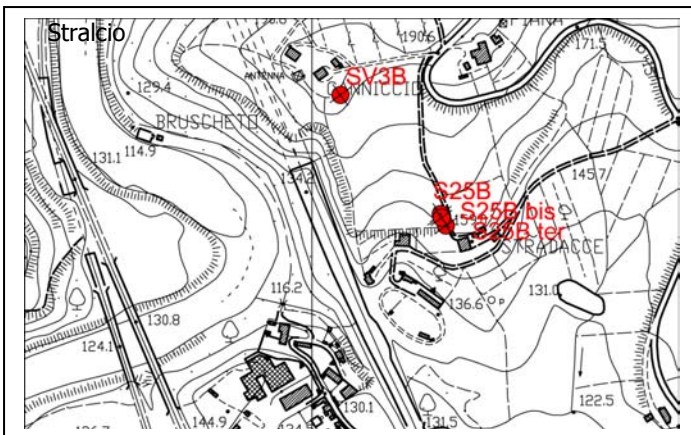 Stralcio
190.6
PIANA
171.5
ANTENNA
SV3B
CANNICCIO
129.4
BRUSCHETO
114.9
131.1
134.2
145.7
S25B
S25B bis
S25B ter
STRADACCE
116.2
136.6
131.0
130.8
124.1
130.1
131.5
122.5
144.9